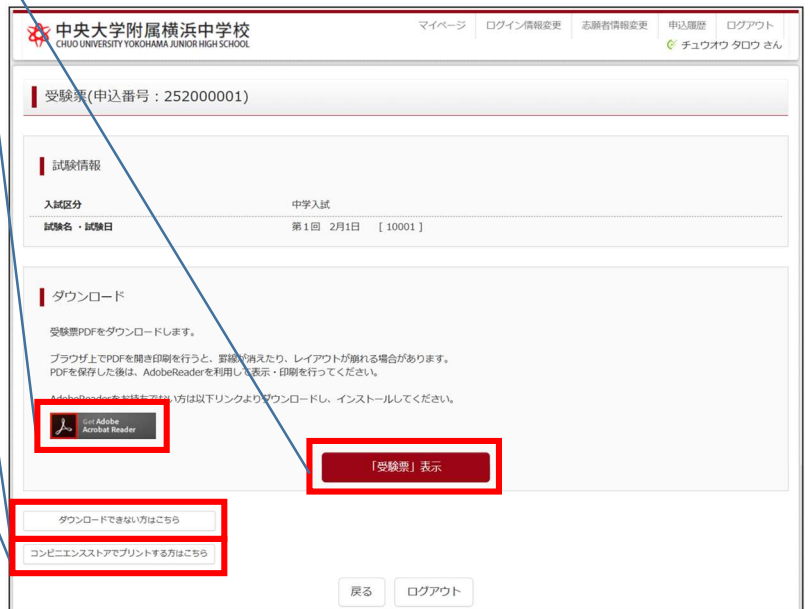 中央大学附属横浜中学校
CHUO UNIVERSITY YOKOHAMA JUNIOR HIGH SCHOOL
マイページ ログイン情報変更 志願者情報変更 申込履歴 ログアウト
チュウオウ タロウ さん
受験票(申込番号:252000001)
試験情報
入試区分 中学入試
試験名・試験日 第1回 2月1日 [ 10001 ]
ダウンロード
受験票PDFをダウンロードします。
ブラウザ上でPDFを開き印刷を行うと、罫線が消えたり、レイアウトが崩れる場合があります。
PDFを保存した後は、AdobeReaderを利用して表示・印刷を行ってください。
AdobeReaderをお持ちでない方は以下リンクよりダウンロードし、インストールしてください。
Get Adobe
Acrobat Reader
「受験票」表示
ダウンロードできない方はこちら
コンビニエンスストアでプリントする方はこちら
戻る ログアウト